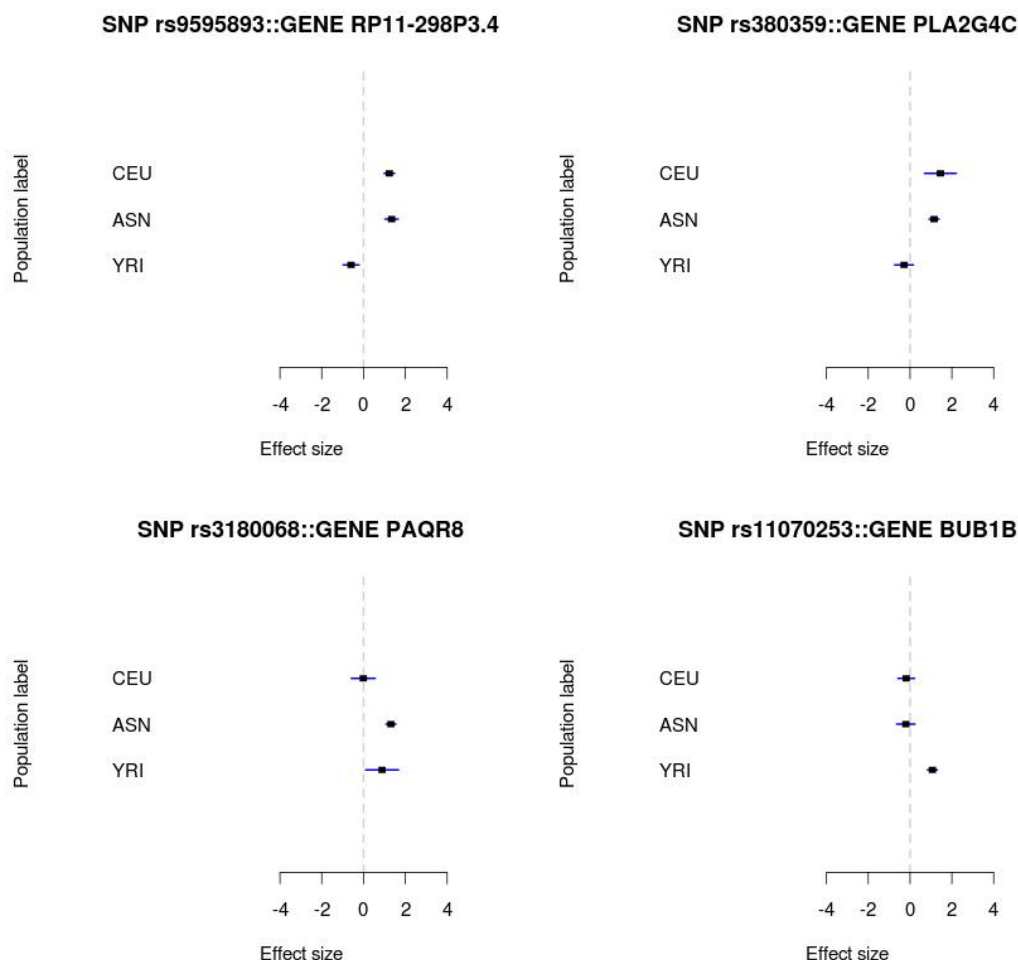 SNP rs9595893::GENE RP11-298P3.4
Population label
CEU
ASN
YRI
-4 -2 0 2 4
Effect size
SNP rs380359::GENE PLA2G4C
Population label
CEU
ASN
YRI
-4 -2 0 2 4
Effect size
SNP rs3180068::GENE PAQR8
Population label
CEU
ASN
YRI
-4 -2 0 2 4
Effect size
SNP rs11070253::GENE BUB1B
Population label
CEU
ASN
YRI
-4 -2 0 2 4
Effect size